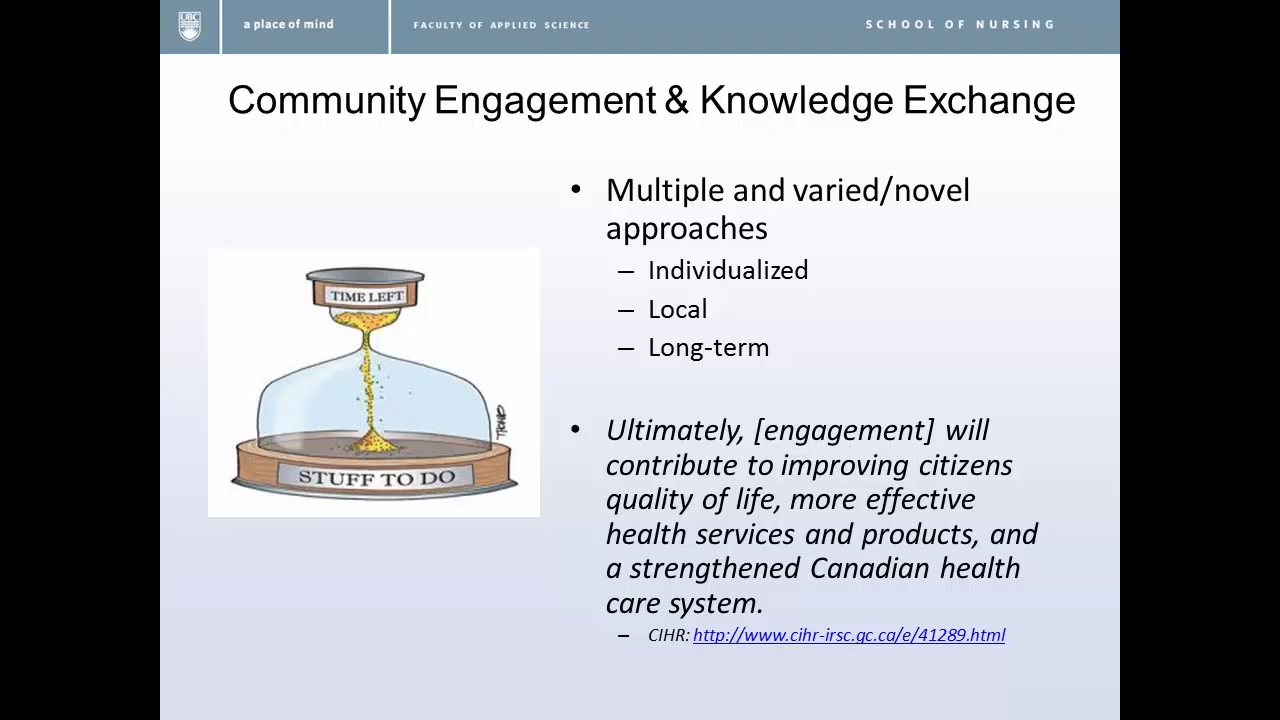 UBC
a place of mind
FACULTY OF APPLIED SCIENCE
SCHOOL OF NURSING
Community Engagement & Knowledge Exchange
• Multiple and varied/novel
approaches
– Individualized
– Local
– Long-term
TIME LEFT
STUFF TO DO
• Ultimately, [engagement] will
contribute to improving citizens
quality of life, more effective
health services and products, and
a strengthened Canadian health
care system.
– CIHR: http://www.cihr-irsc.gc.ca/e/41289.html